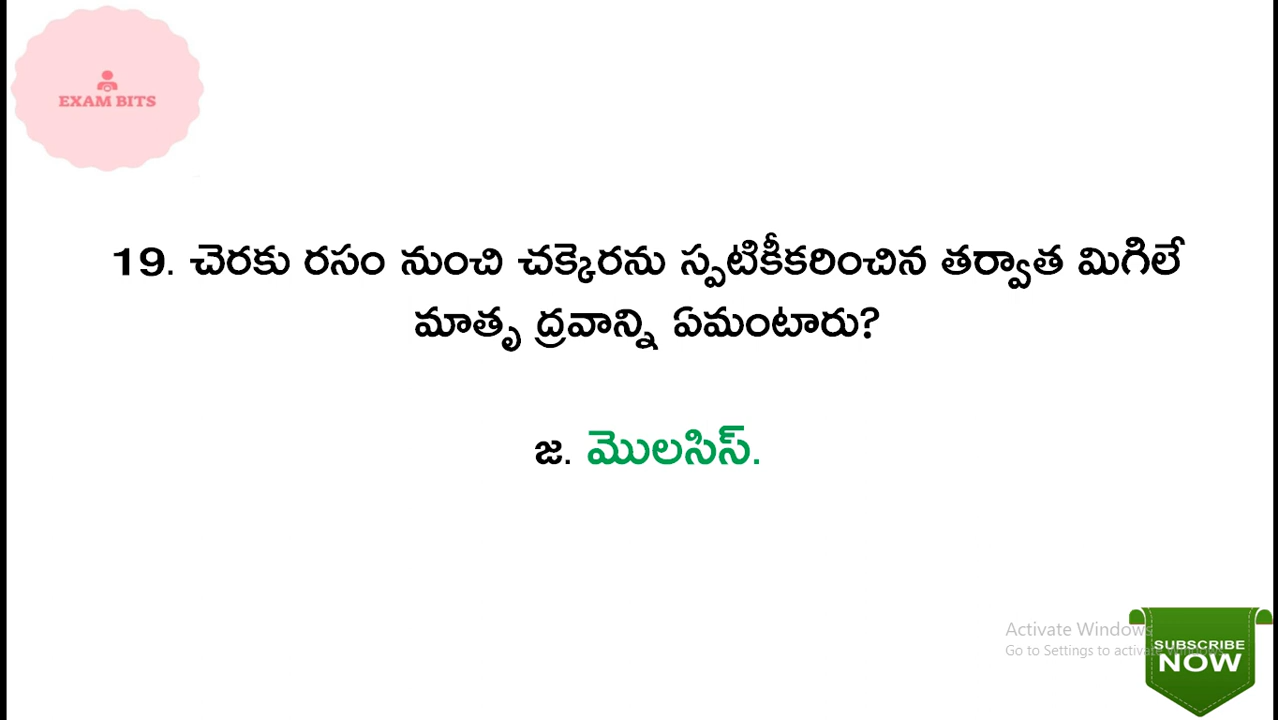 EXAM BITS
19. చెరకు రసం నుంచి చక్కెరను స్పటికీకరించిన తర్వాత మిగిలే
మాతృ ద్రవాన్ని ఏమంటారు?
జ. మొలసిస్.
Activate Windows
Go to Settings to activate Windows.
SUBSCRIBE
NOW